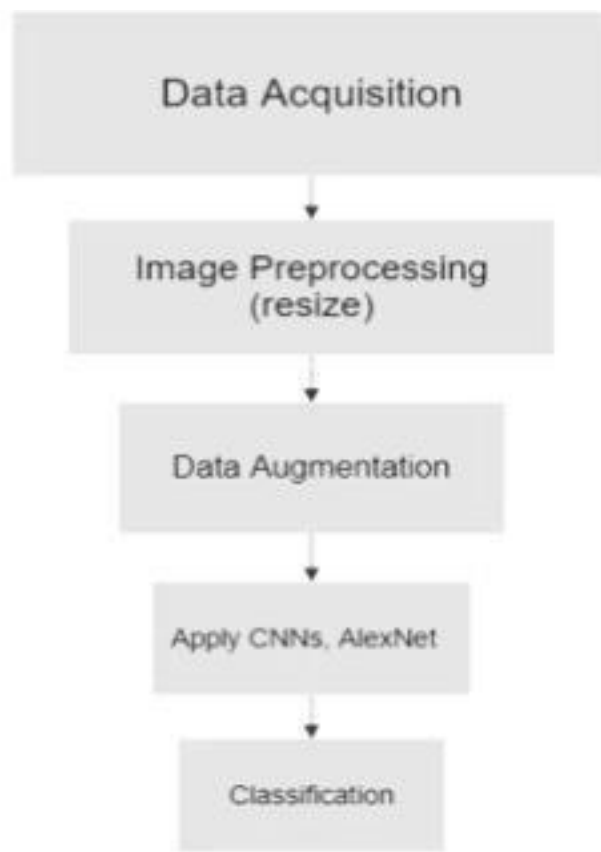 Data Acquisition
Image Preprocessing
(resize)
Data Augmentation
Apply CNNs, AlexNet
Classification